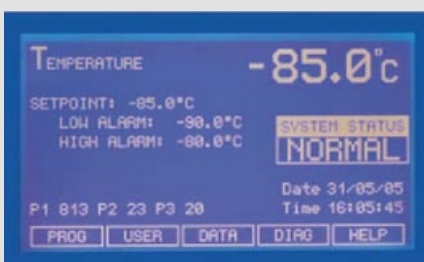 TEMPERATURE -85.0°C
SETPOINT: -85.0°C
LOW ALARM: -90.0°C
HIGH ALARM: -80.0°C
SYSTEM STATUS
NORMAL
Date 31/05/05
P1 813 P2 23 P3 20 Time 16:05:45
PROG USER DATA DIAG HELP